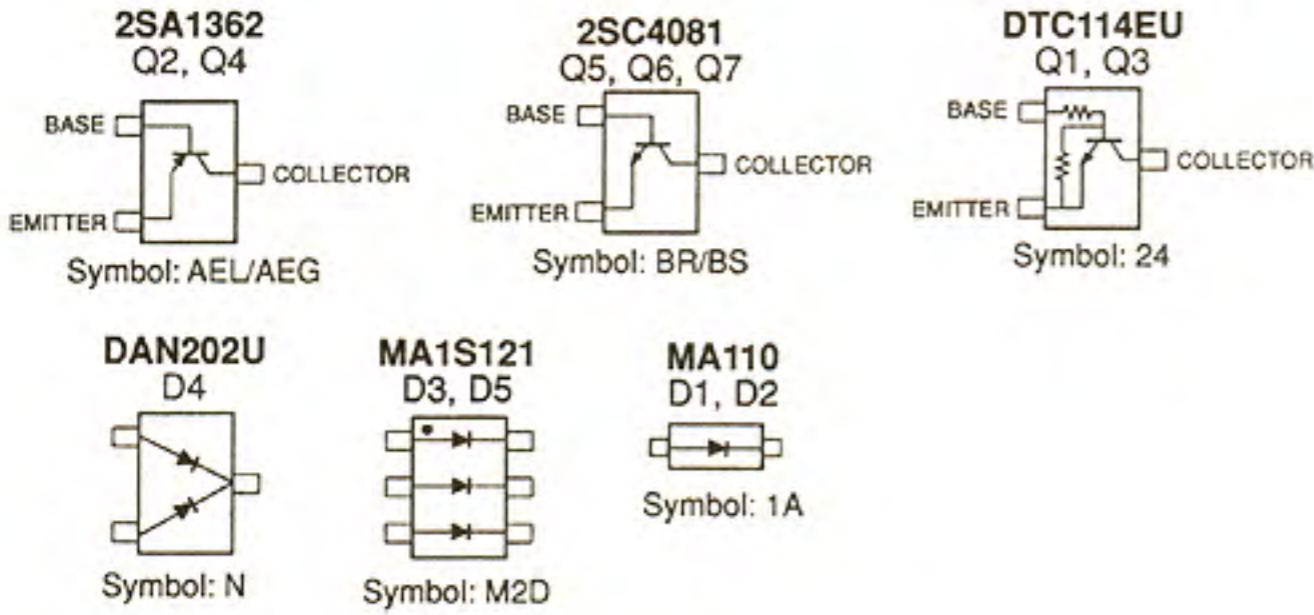 2SA1362
Q2, Q4
BASE
COLLECTOR
EMITTER
Symbol: AEL/AEG
2SC4081
Q5, Q6, Q7
BASE
COLLECTOR
EMITTER
Symbol: BR/BS
DTC114EU
Q1, Q3
BASE
COLLECTOR
EMITTER
Symbol: 24
DAN202U
D4
Symbol: N
MA1S121
D3, D5
Symbol: M2D
MA110
D1, D2
Symbol: 1A